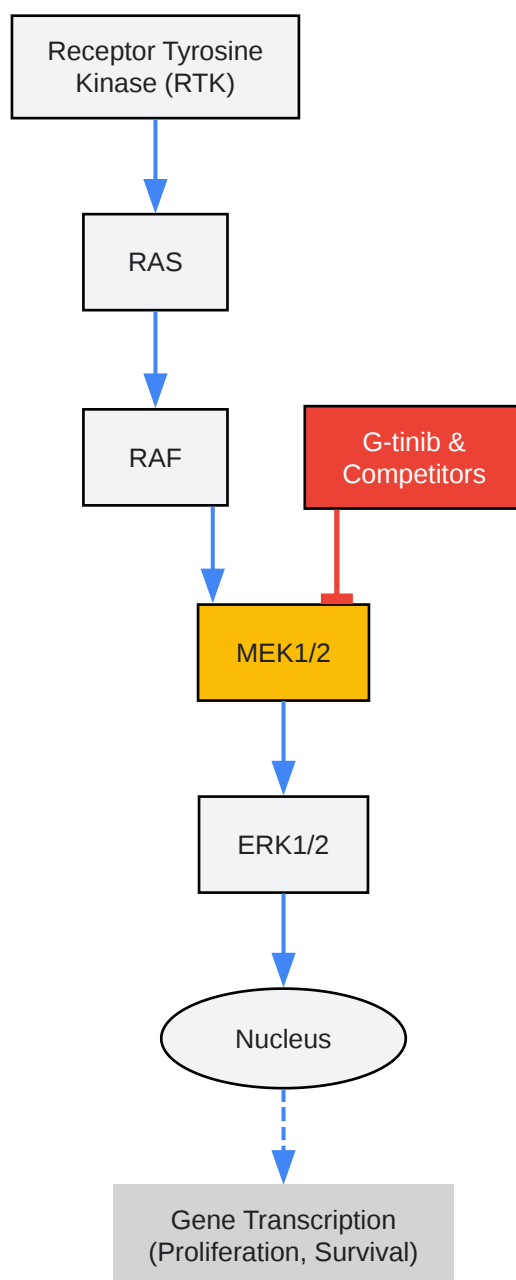 Receptor Tyrosine
Kinase (RTK)
RAS
RAF
G-tinib &
Competitors
MEK1/2
ERK1/2
Nucleus
Gene Transcription
(Proliferation, Survival)